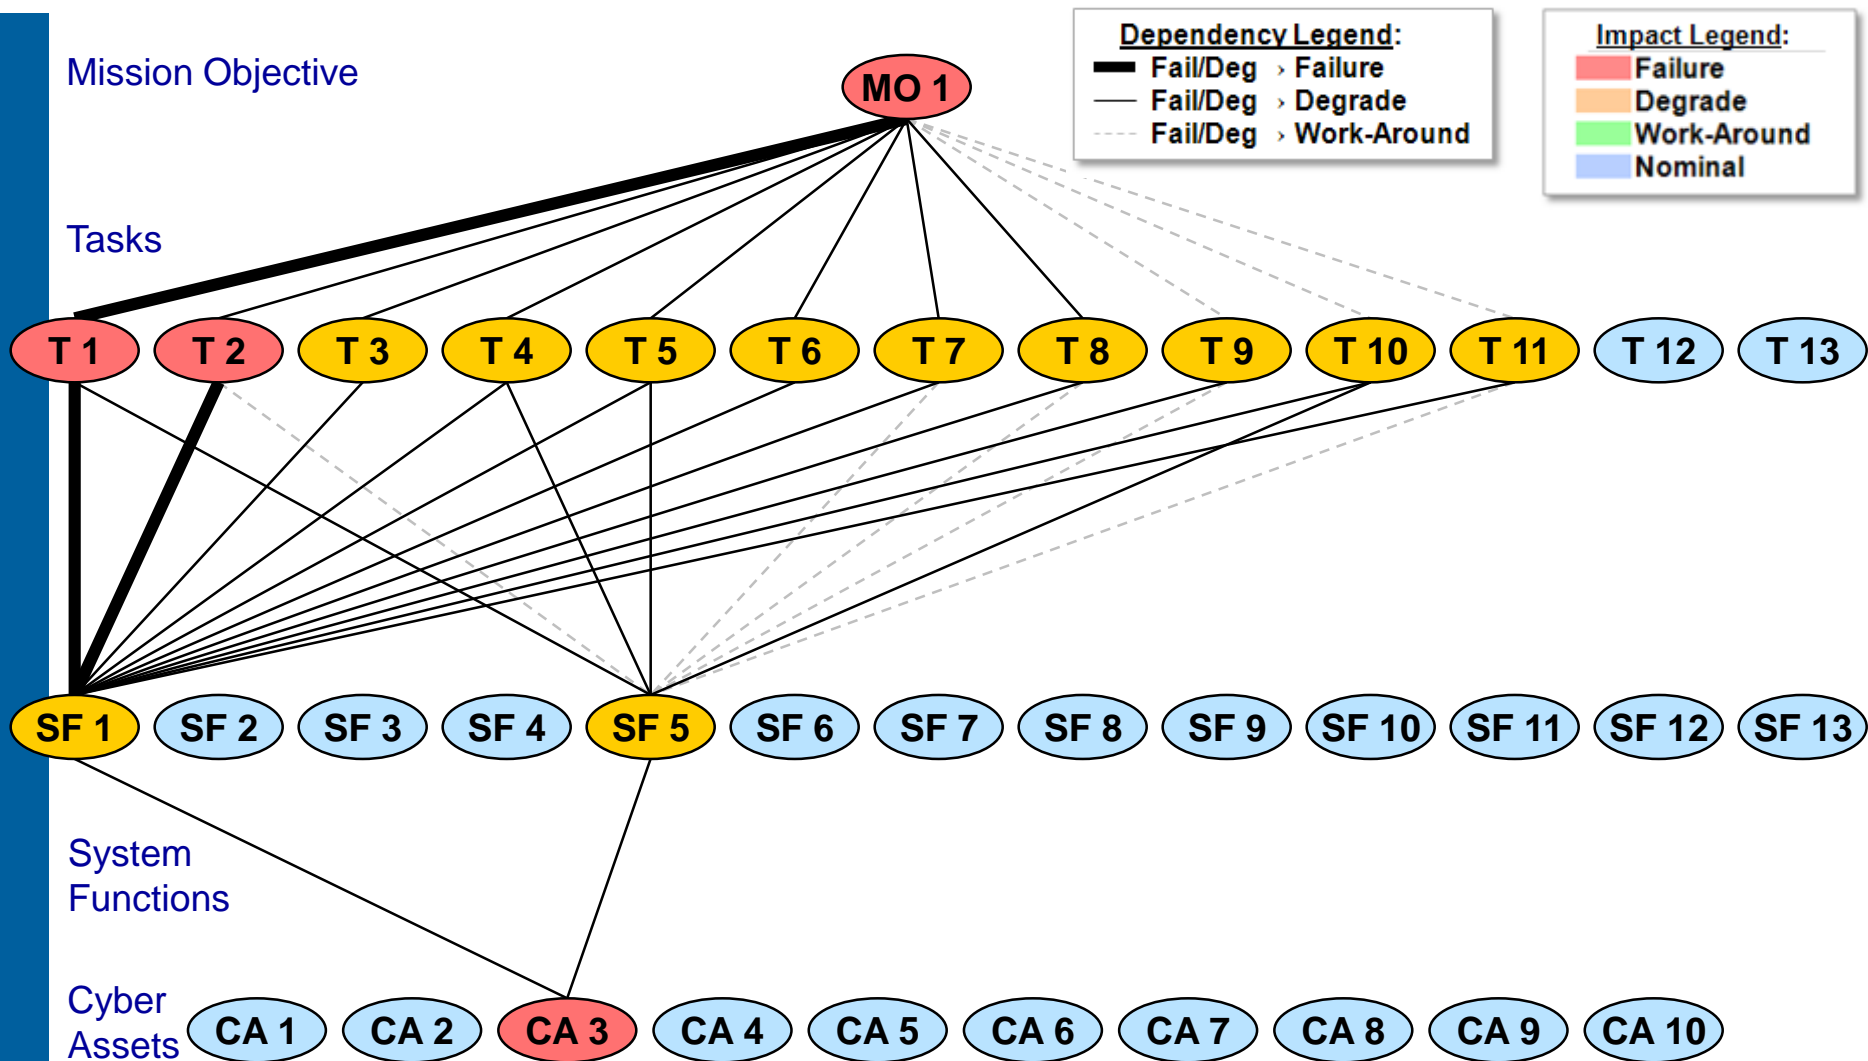 Mission Objective
MO 1
Dependency Legend:
Fail/Deg › Failure
Fail/Deg › Degrade
Fail/Deg › Work-Around
Impact Legend:
Failure
Degrade
Work-Around
Nominal
Tasks
T 1 T 2 T 3 T 4 T 5 T 6 T 7 T 8 T 9 T 10 T 11 T 12 T 13
SF 1 SF 2 SF 3 SF 4 SF 5 SF 6 SF 7 SF 8 SF 9 SF 10 SF 11 SF 12 SF 13
System
Functions
Cyber
Assets
CA 1 CA 2 CA 3 CA 4 CA 5 CA 6 CA 7 CA 8 CA 9 CA 10